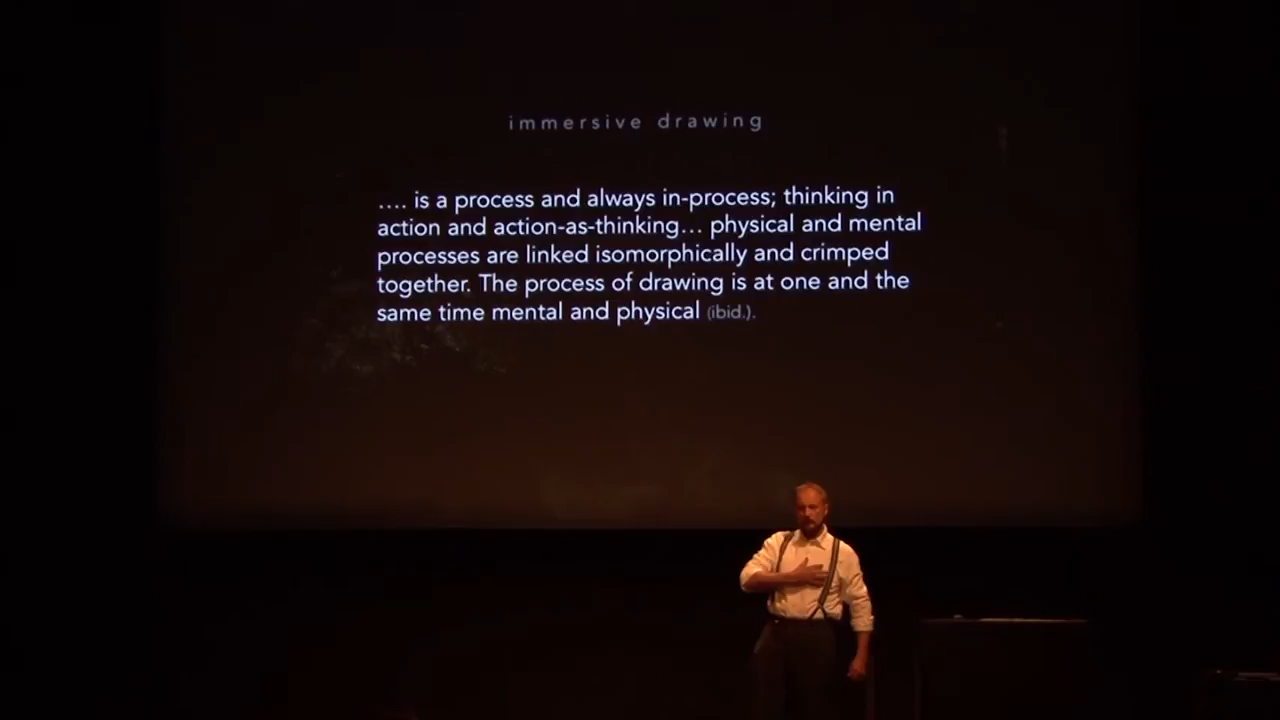 immersive drawing
.... is a process and always in-process; thinking in
action and action-as-thinking... physical and mental
processes are linked isomorphically and crimped
together. The process of drawing is at one and the
same time mental and physical (ibid.).